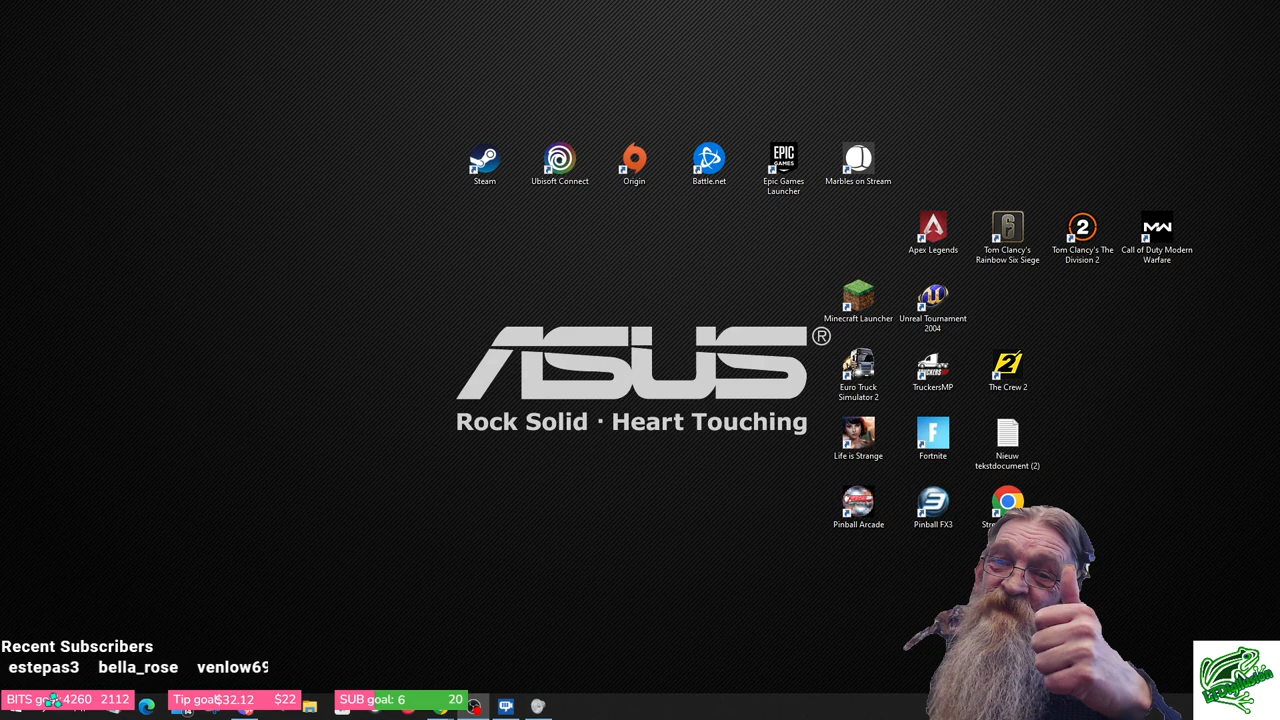 Steam
Ubisoft Connect
Origin
Battle.net
Epic Games
Launcher
Marbles on Stream
EPIC
GAMES
Apex Legends
Tom Clancy's
Rainbow Six Siege
Tom Clancy's The
Division 2
Call of Duty Modern
Warfare
6
2
MW
Minecraft Launcher
Unreal Tournament
2004
ASUS®
Rock Solid · Heart Touching
Euro Truck
Simulator 2
TruckersMP
The Crew 2
Life is Strange
Fortnite
Nieuw
tekstdocument (2)
Pinball Arcade
Pinball FX3
Recent Subscribers
estepas3 bella_rose venlow69
BITS 4260 2112
Tip goal $32.12 $22
SUB goal: 6 20